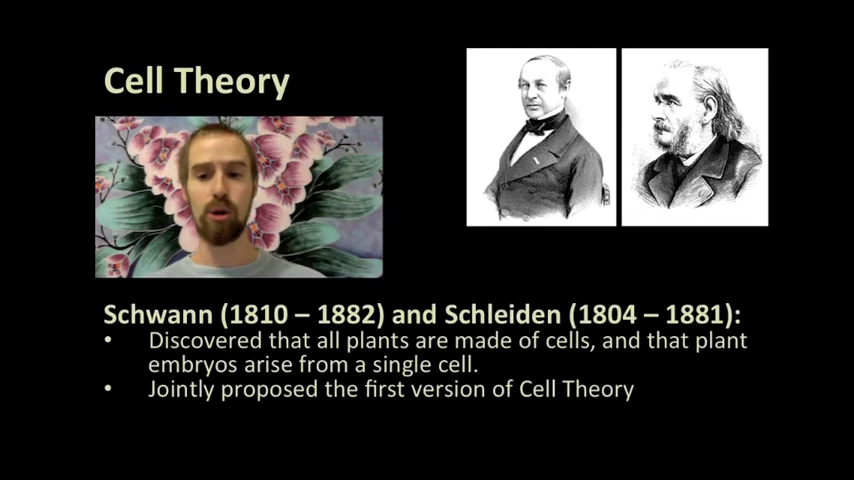 Cell Theory
Schwann (1810 – 1882) and Schleiden (1804 – 1881):
• Discovered that all plants are made of cells, and that plant
embryos arise from a single cell.
• Jointly proposed the first version of Cell Theory